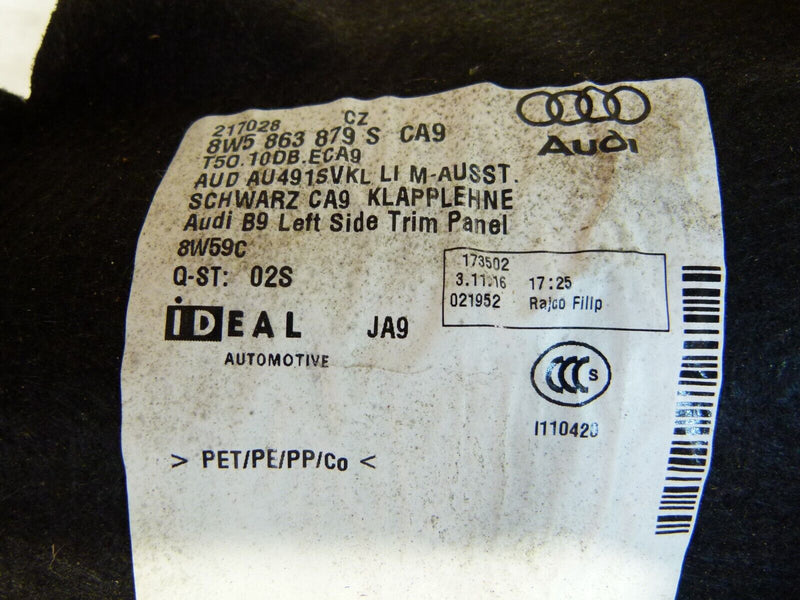 217028 CZ
8W5 863 879 S CA9
T50.10DB.ECA9
AUD AU491SVKL LI M-AUSST.
SCHWARZ CA9 KLAPPLEHNE
Audi B9 Left Side Trim Panel
8W59C
Q-ST: 02S
IDEAL JA9
AUTOMOTIVE
> PET/PE/PP/Co <
Audi
173502
3.11.16 17:25
021952 Rajco Filip
CCC S
I110420